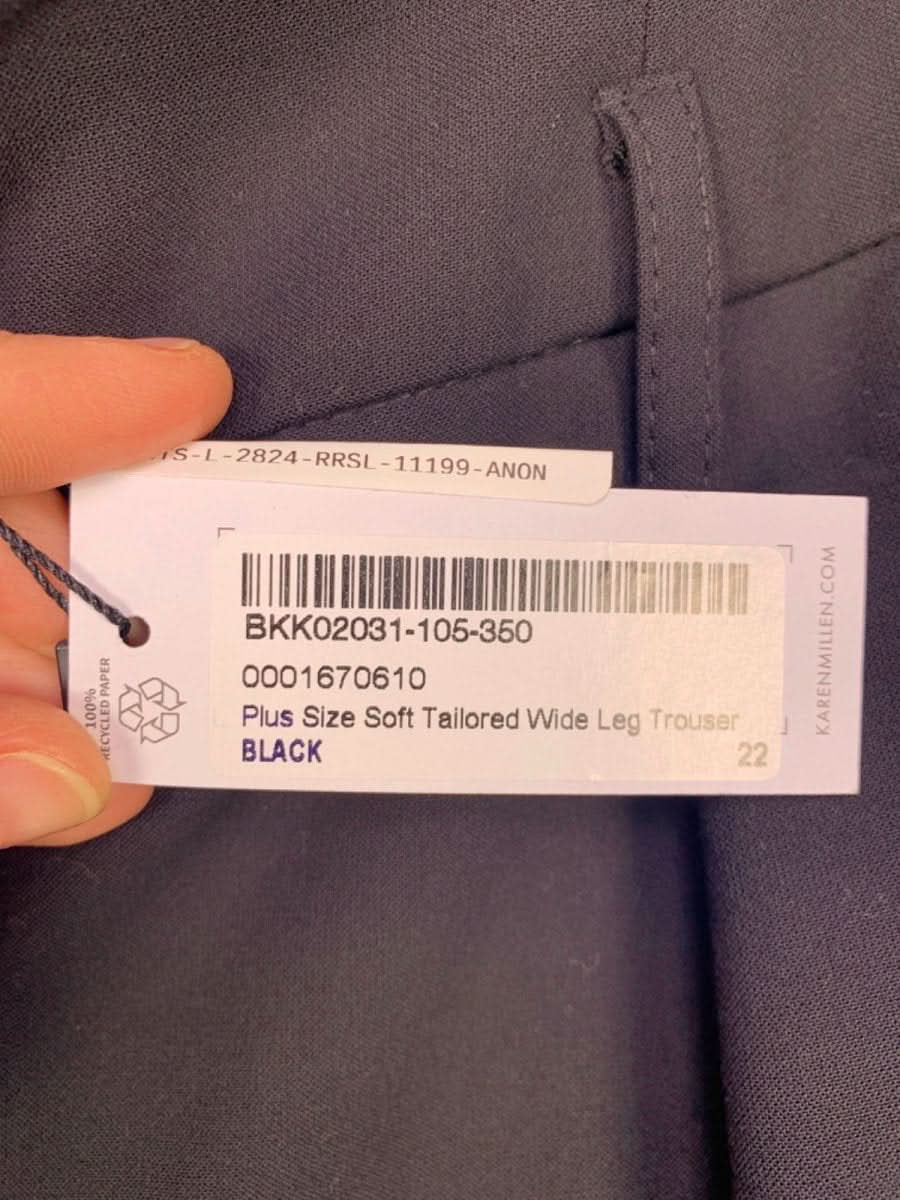 -L-2824-RRSL-11199-ANON
BKK02031-105-350
0001670610
Plus Size Soft Tailored Wide Leg Trouser
BLACK 22
100%
RECYCLED PAPER
KARENMILLEN.COM